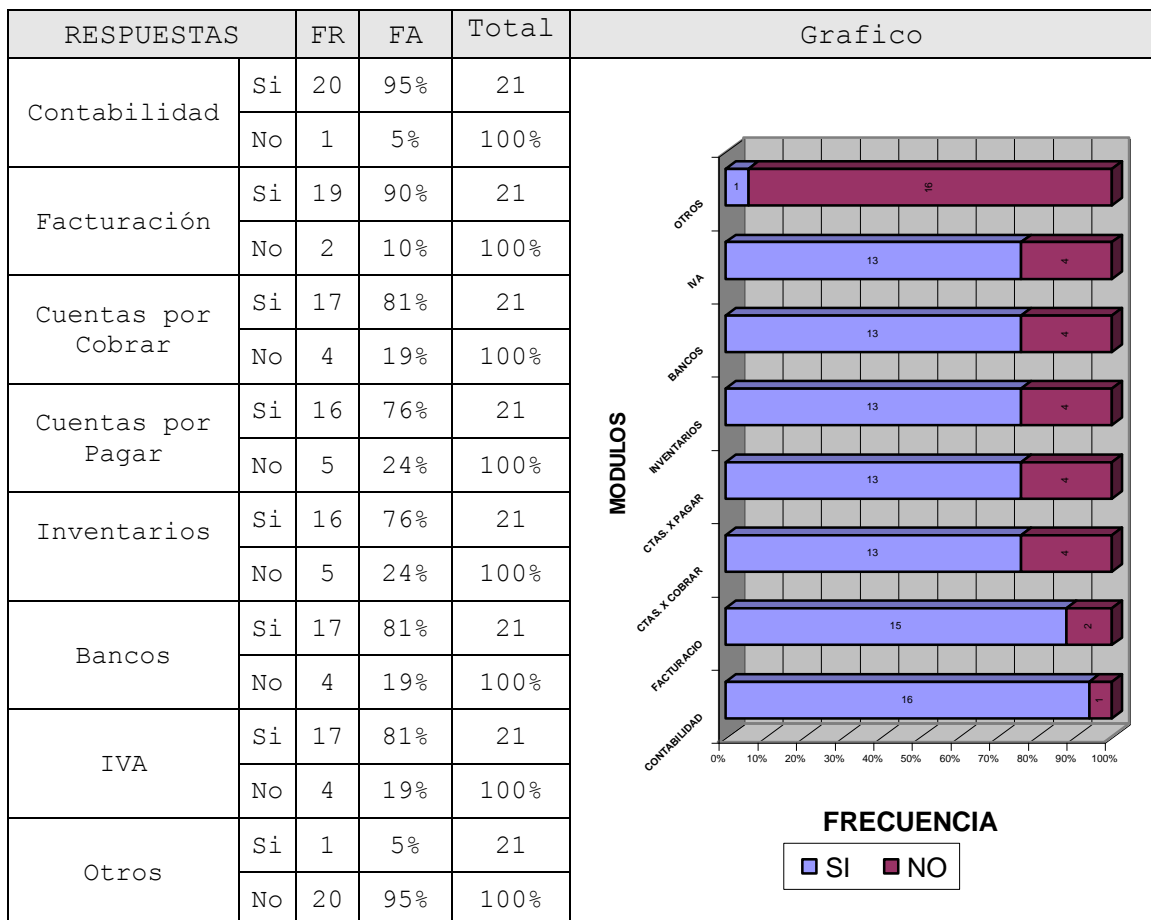 RESPUESTAS FR FA Total Grafico
Contabilidad Si 20 95% 21
No 1 5% 100%
Facturación Si 19 90% 21
No 2 10% 100%
Cuentas por Cobrar Si 17 81% 21
No 4 19% 100%
Cuentas por Pagar Si 16 76% 21
No 5 24% 100%
Inventarios Si 16 76% 21
No 5 24% 100%
Bancos Si 17 81% 21
No 4 19% 100%
IVA Si 17 81% 21
No 4 19% 100%
Otros Si 1 5% 21
No 20 95% 100%
MODULOS
OTROS 1 16
IVA 13 4
BANCOS 13 4
INVENTARIOS 13 4
CTAS. X PAGAR 13 4
CTAS. X COBRAR 13 4
FACTURACIO 15 2
CONTABILIDAD 16 1
0% 10% 20% 30% 40% 50% 60% 70% 80% 90% 100%
FRECUENCIA
SI NO